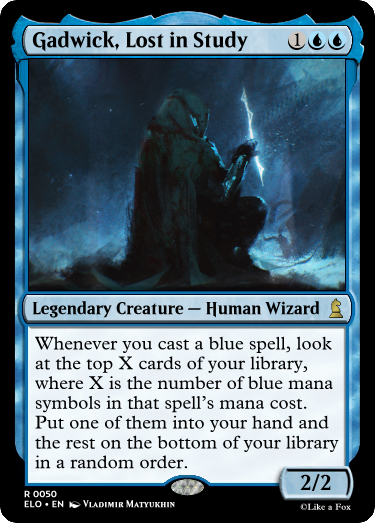 Gadwick, Lost in Study 1
Legendary Creature — Human Wizard
Whenever you cast a blue spell, look
at the top X cards of your library,
where X is the number of blue mana
symbols in that spell's mana cost.
Put one of them into your hand and
the rest on the bottom of your library
in a random order.
2/2
R 0050
ELO • EN Vladimir Matyukhin
©Like a Fox